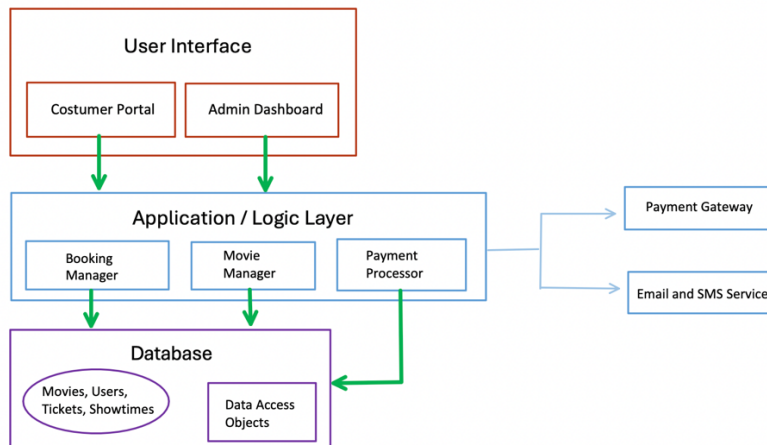 User Interface
Costumer Portal
Admin Dashboard
Application / Logic Layer
Booking
Manager
Movie
Manager
Payment
Processor
Payment Gateway
Email and SMS Service
Database
Movies, Users,
Tickets, Showtimes
Data Access
Objects